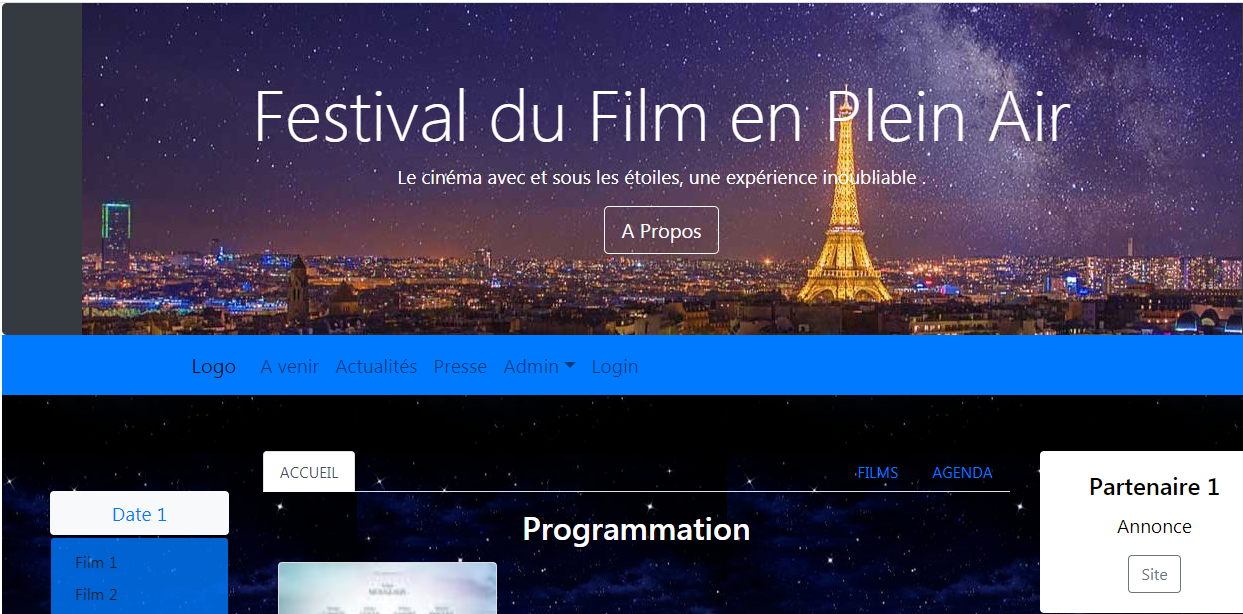 Festival du Film en Plein Air
Le cinéma avec et sous les étoiles, une expérience inoubliable .
A Propos
Logo A venir Actualités Presse Admin Login
ACCUEIL FILMS AGENDA
Date 1
Film 1
Film 2
Programmation
Partenaire 1
Annonce
Site